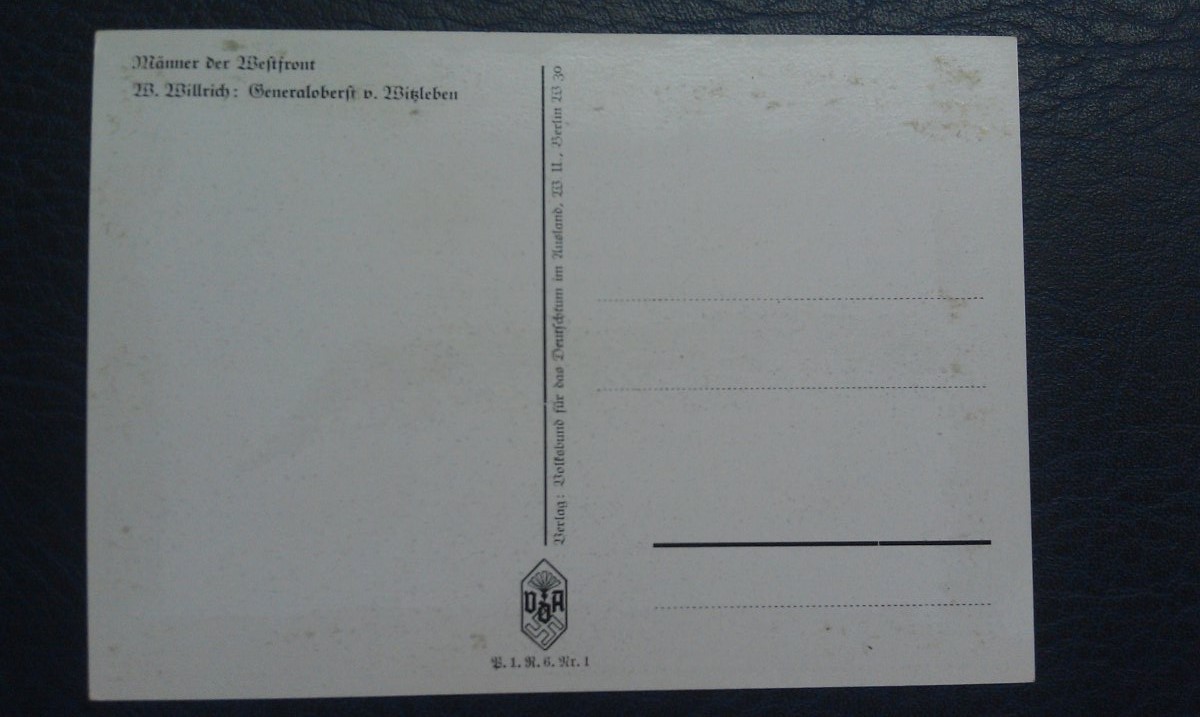 Männer der Westfront
W. Willrich: Generaloberst v. Witzleben
Verlag: Volksbund für das Deutschtum im Ausland, W. U., Berlin W 30
VDA
P. 1. R. 6. Nr. 1